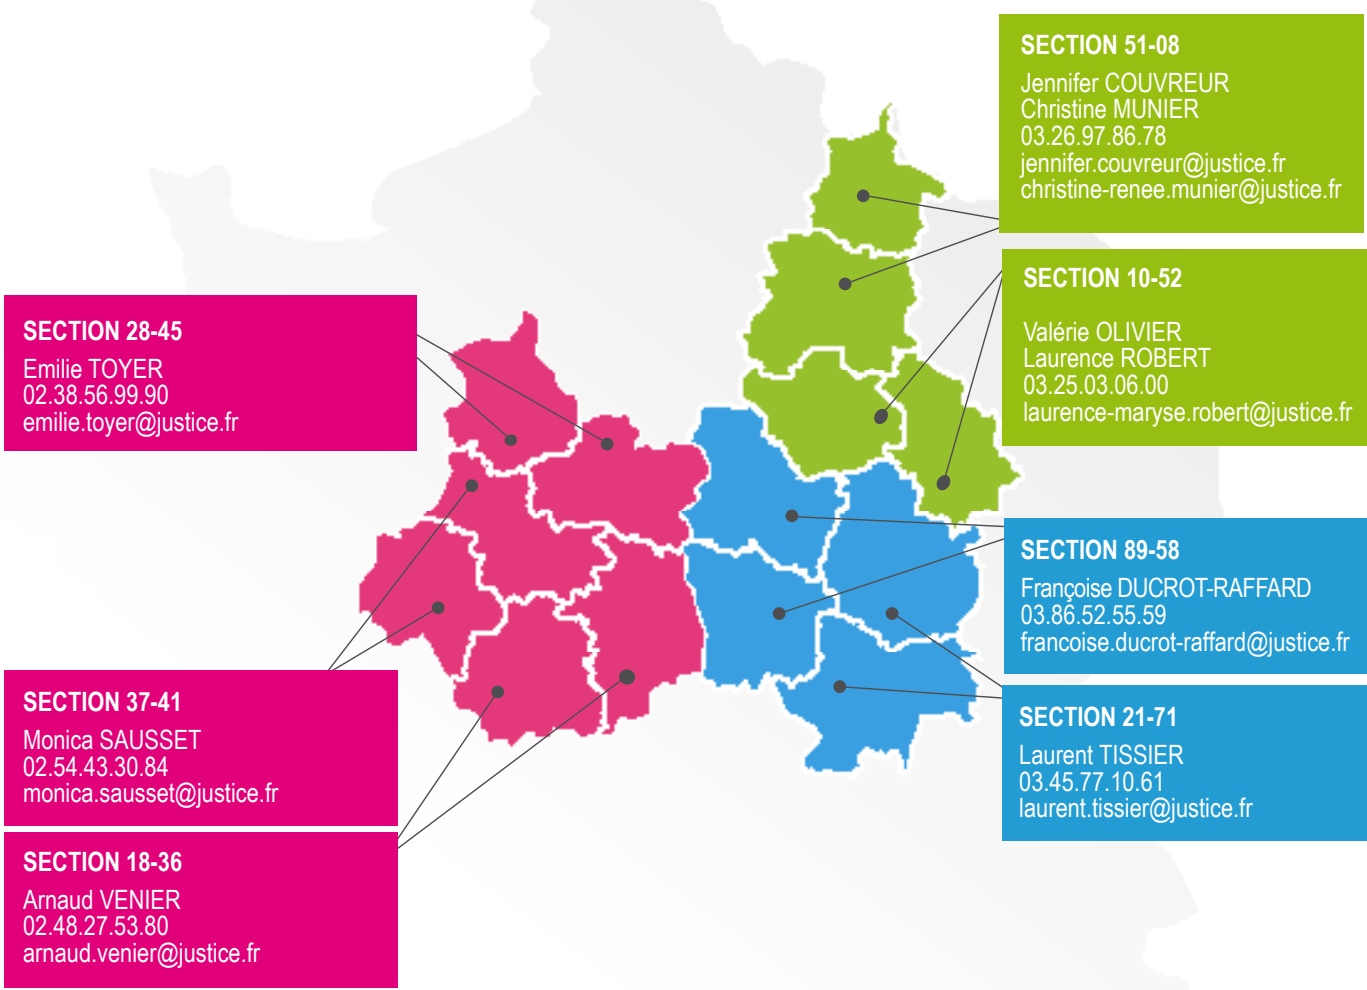 SECTION 51-08
Jennifer COUVREUR
Christine MUNIER
03.26.97.86.78
jennifer.couvreur@justice.fr
christine-renee.munier@justice.fr
SECTION 10-52
Valérie OLIVIER
Laurence ROBERT
03.25.03.06.00
laurence-maryse.robert@justice.fr
SECTION 28-45
Emilie TOYER
02.38.56.99.90
emilie.toyer@justice.fr
SECTION 89-58
Françoise DUCROT-RAFFARD
03.86.52.55.59
francoise.ducrot-raffard@justice.fr
SECTION 37-41
Monica SAUSSET
02.54.43.30.84
monica.sausset@justice.fr
SECTION 21-71
Laurent TISSIER
03.45.77.10.61
laurent.tissier@justice.fr
SECTION 18-36
Arnaud VENIER
02.48.27.53.80
arnaud.venier@justice.fr